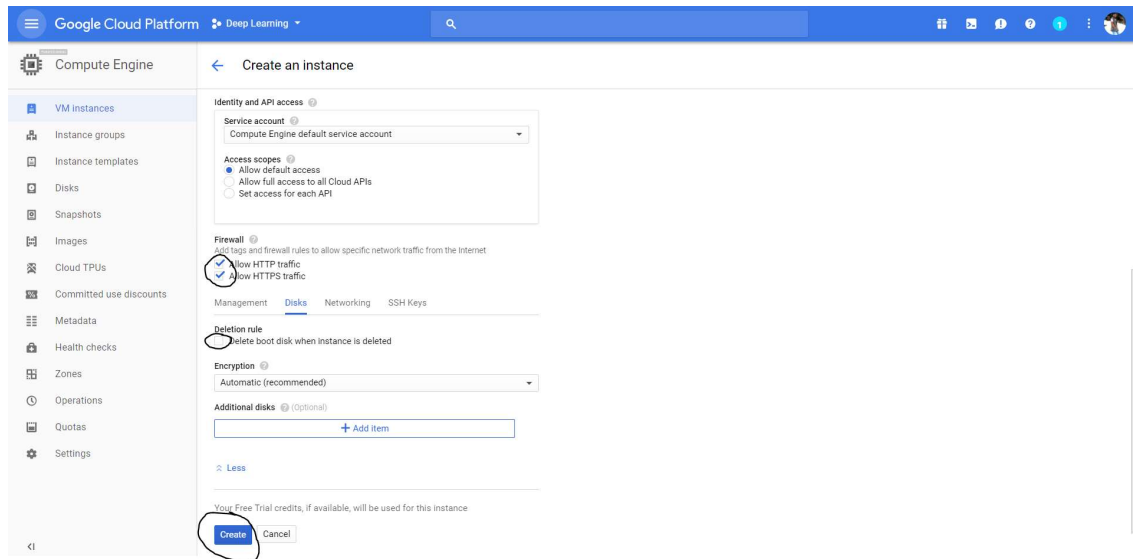 Google Cloud Platform Deep Learning
1
Compute Engine
Create an instance
VM instances
Instance groups
Instance templates
Disks
Snapshots
Images
Cloud TPUs
Committed use discounts
Metadata
Health checks
Zones
Operations
Quotas
Settings
Identity and API access
Service account
Compute Engine default service account
Access scopes
Allow default access
Allow full access to all Cloud APIs
Set access for each API
Firewall
Add tags and firewall rules to allow specific network traffic from the Internet
Allow HTTP traffic
Allow HTTPS traffic
Management Disks Networking SSH Keys
Deletion rule
Delete boot disk when instance is deleted
Encryption
Automatic (recommended)
Additional disks (Optional)
+ Add item
Less
Your Free Trial credits, if available, will be used for this instance
Create Cancel